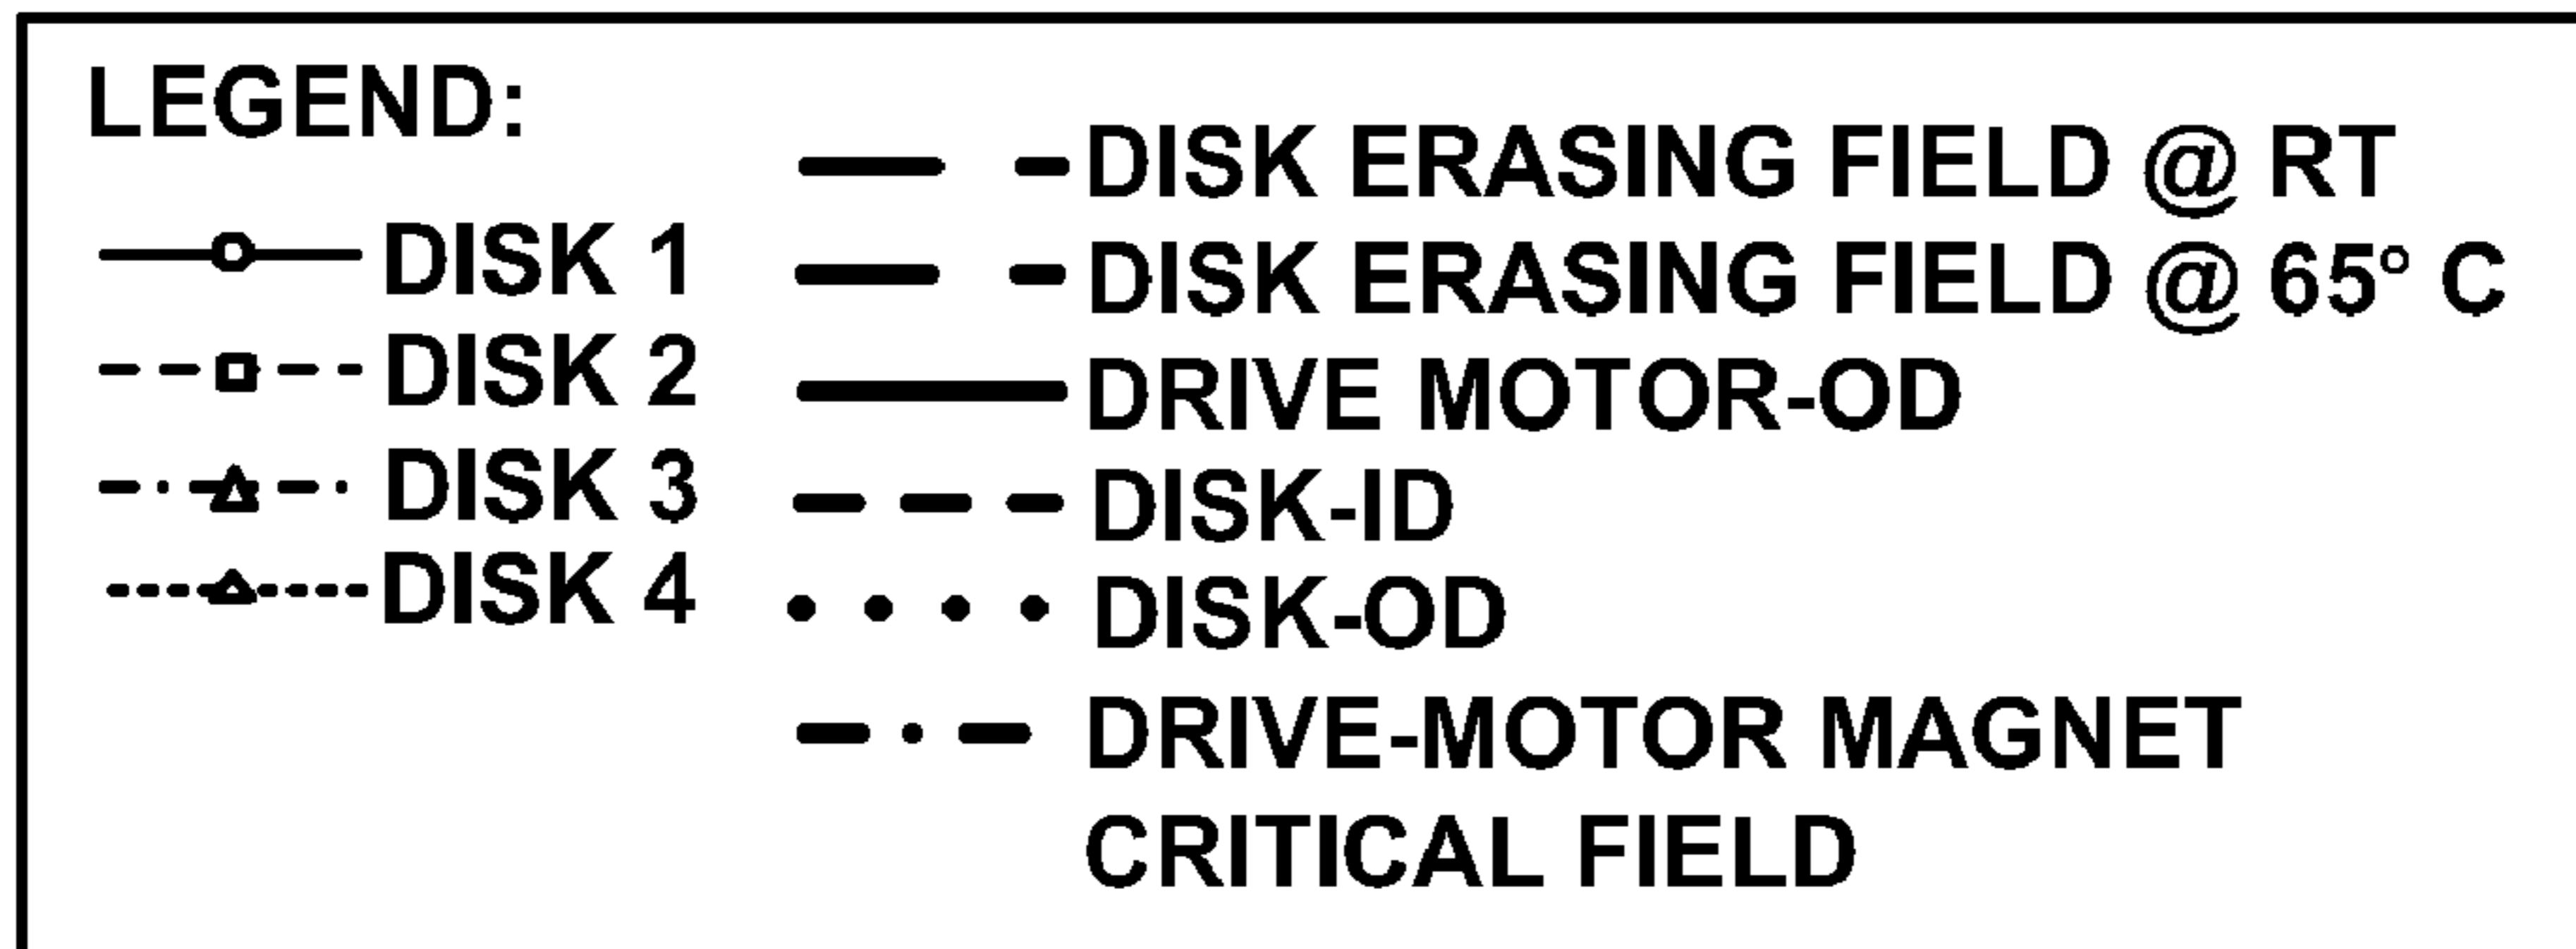 LEGEND:
DISK 1
DISK 2
DISK 3
DISK 4
DISK ERASING FIELD @ RT
DISK ERASING FIELD @ 65° C
DRIVE MOTOR-OD
DISK-ID
DISK-OD
DRIVE-MOTOR MAGNET
CRITICAL FIELD